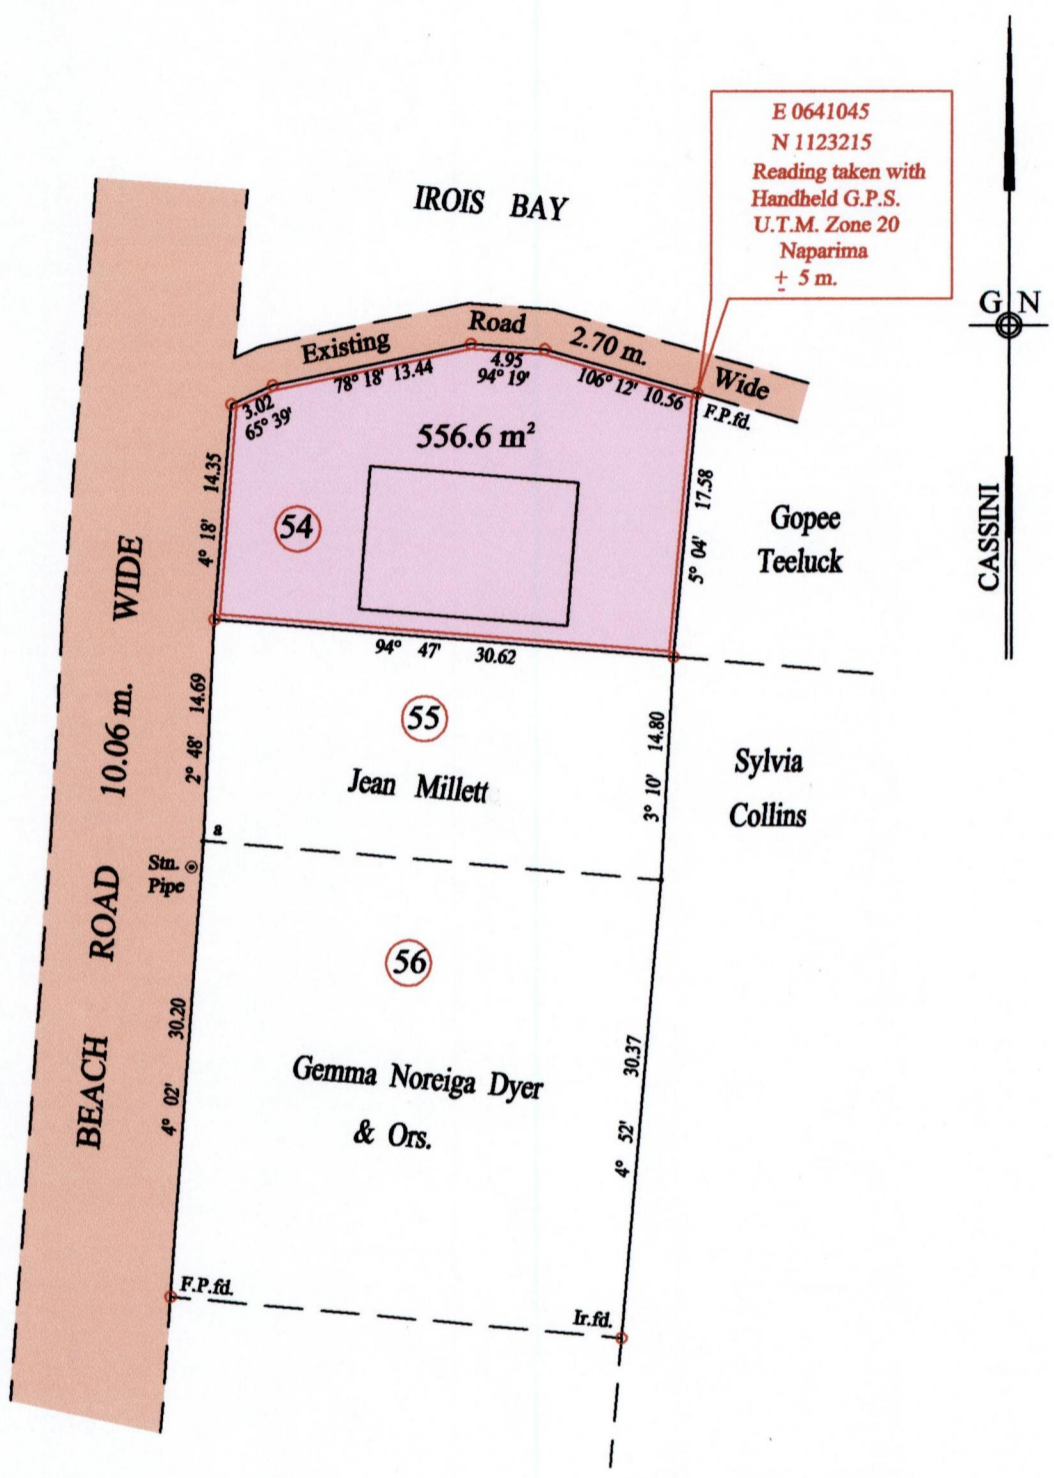 E 0641045
N 1123215
Reading taken with
Handheld G.P.S.
U.T.M. Zone 20
Naparima
± 5 m.
IROIS BAY
G N
CASSINI
Existing Road 2.70 m. Wide
3.02
65° 39'
78° 18' 13.44
4.95
94° 19'
106° 12' 10.56
F.P.fd.
556.6 m²
54
4° 18' 14.35
5° 04' 17.58
Gopee
Teeluck
94° 47' 30.62
BEACH ROAD 10.06 m. WIDE
2° 48' 14.69
55
Jean Millett
3° 10' 14.80
Sylvia
Collins
a
Stn.
Pipe
56
4° 02' 30.20
Gemma Noreiga Dyer
& Ors.
4° 52' 30.37
F.P.fd.
Ir.fd.